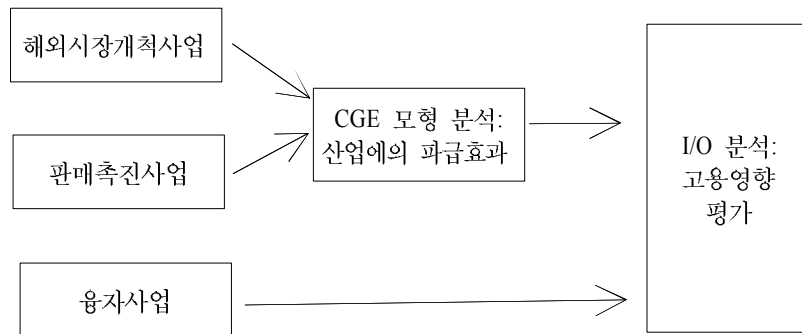 해외시장개척사업
판매촉진사업
융자사업
CGE 모형 분석:
산업에의 파급효과
I/O 분석:
고용영향
평가